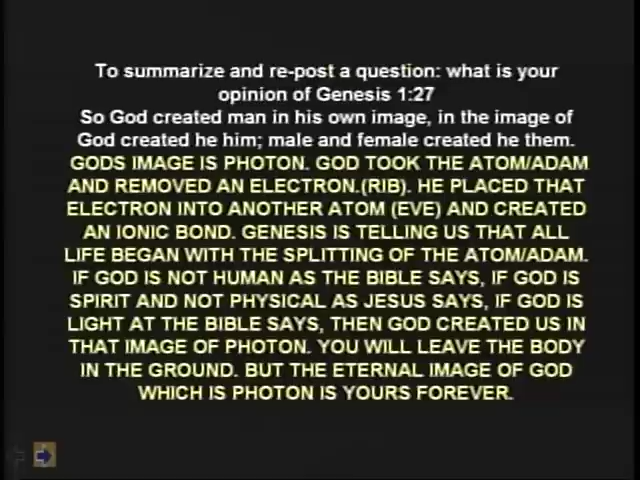 To summarize and re-post a question: what is your
opinion of Genesis 1:27
So God created man in his own image, in the image of
God created he him; male and female created he them.
GODS IMAGE IS PHOTON. GOD TOOK THE ATOM/ADAM
AND REMOVED AN ELECTRON.(RIB). HE PLACED THAT
ELECTRON INTO ANOTHER ATOM (EVE) AND CREATED
AN IONIC BOND. GENESIS IS TELLING US THAT ALL
LIFE BEGAN WITH THE SPLITTING OF THE ATOM/ADAM.
IF GOD IS NOT HUMAN AS THE BIBLE SAYS, IF GOD IS
SPIRIT AND NOT PHYSICAL AS JESUS SAYS, IF GOD IS
LIGHT AT THE BIBLE SAYS, THEN GOD CREATED US IN
THAT IMAGE OF PHOTON. YOU WILL LEAVE THE BODY
IN THE GROUND. BUT THE ETERNAL IMAGE OF GOD
WHICH IS PHOTON IS YOURS FOREVER.